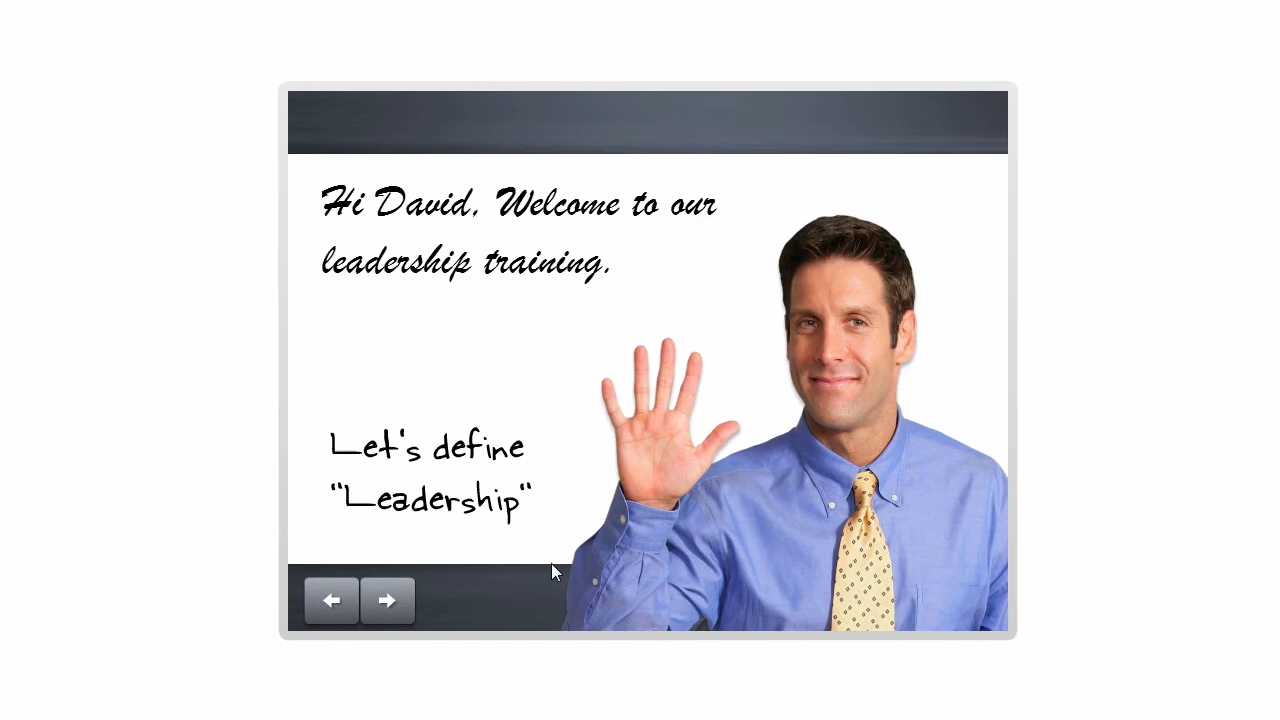 Hi David, Welcome to our
leadership training.
Let's define
"Leadership"